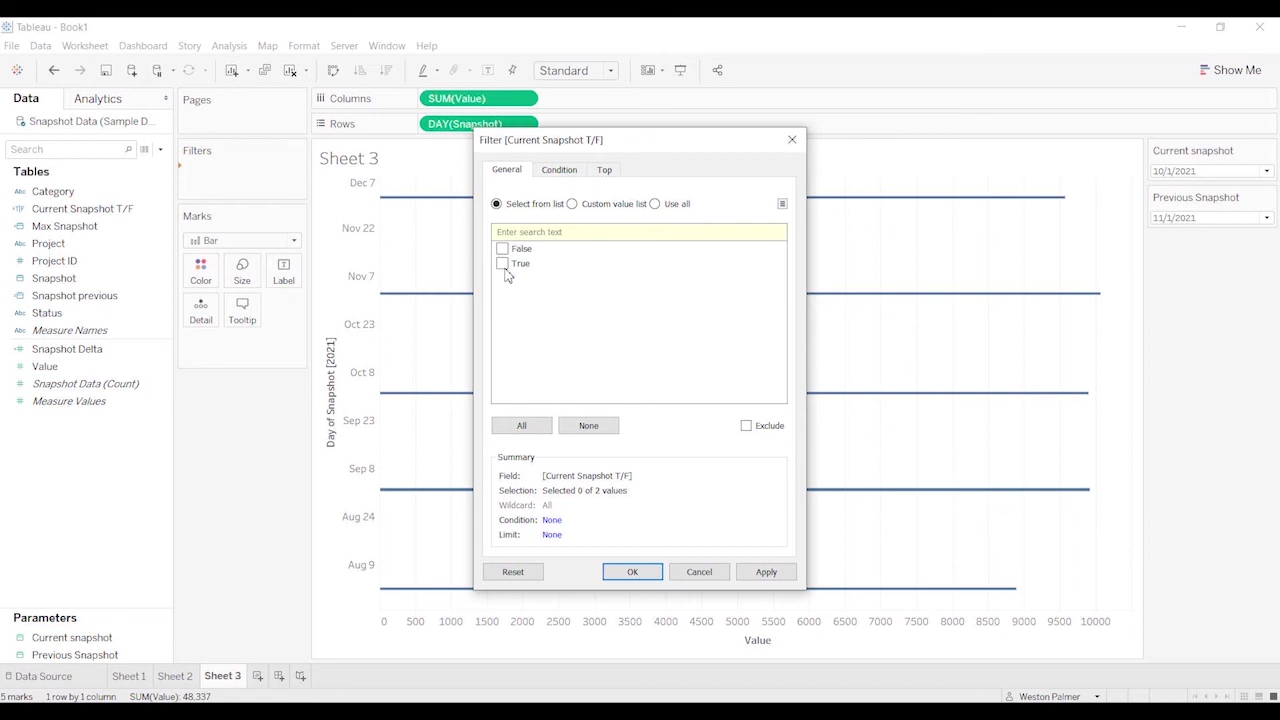 Tableau - Book1
File Data Worksheet Dashboard Story Analysis Map Format Server Window Help
Standard
Show Me
Data Analytics
Snapshot Data (Sample D...
Search
Tables
Abc Category
T|F Current Snapshot T/F
Max Snapshot
Abc Project
# Project ID
Snapshot
Snapshot previous
Abc Status
Abc Measure Names
Snapshot Delta
# Value
# Snapshot Data (Count)
# Measure Values
Parameters
Current snapshot
Previous Snapshot
Pages
Filters
Marks
Bar
Color Size Label
Detail Tooltip
Columns SUM(Value)
Rows DAY(Snapshot)
Sheet 3
Day of Snapshot [2021]
Dec 7
Nov 22
Nov 7
Oct 23
Oct 8
Sep 23
Sep 8
Aug 24
Aug 9
0 500 1000 1500 2000 2500 3000 3500 4000 4500 5000 5500 6000 6500 7000 7500 8000 8500 9000 9500 10000
Value
Filter [Current Snapshot T/F]
General Condition Top
Select from list Custom value list Use all
Enter search text
False
True
All None Exclude
Summary
Field: [Current Snapshot T/F]
Selection: Selected 0 of 2 values
Wildcard: All
Condition: None
Limit: None
Reset OK Cancel Apply
Current snapshot
10/1/2021
Previous Snapshot
11/1/2021
Data Source Sheet 1 Sheet 2 Sheet 3
5 marks 1 row by 1 column SUM(Value): 48,337
Weston Palmer